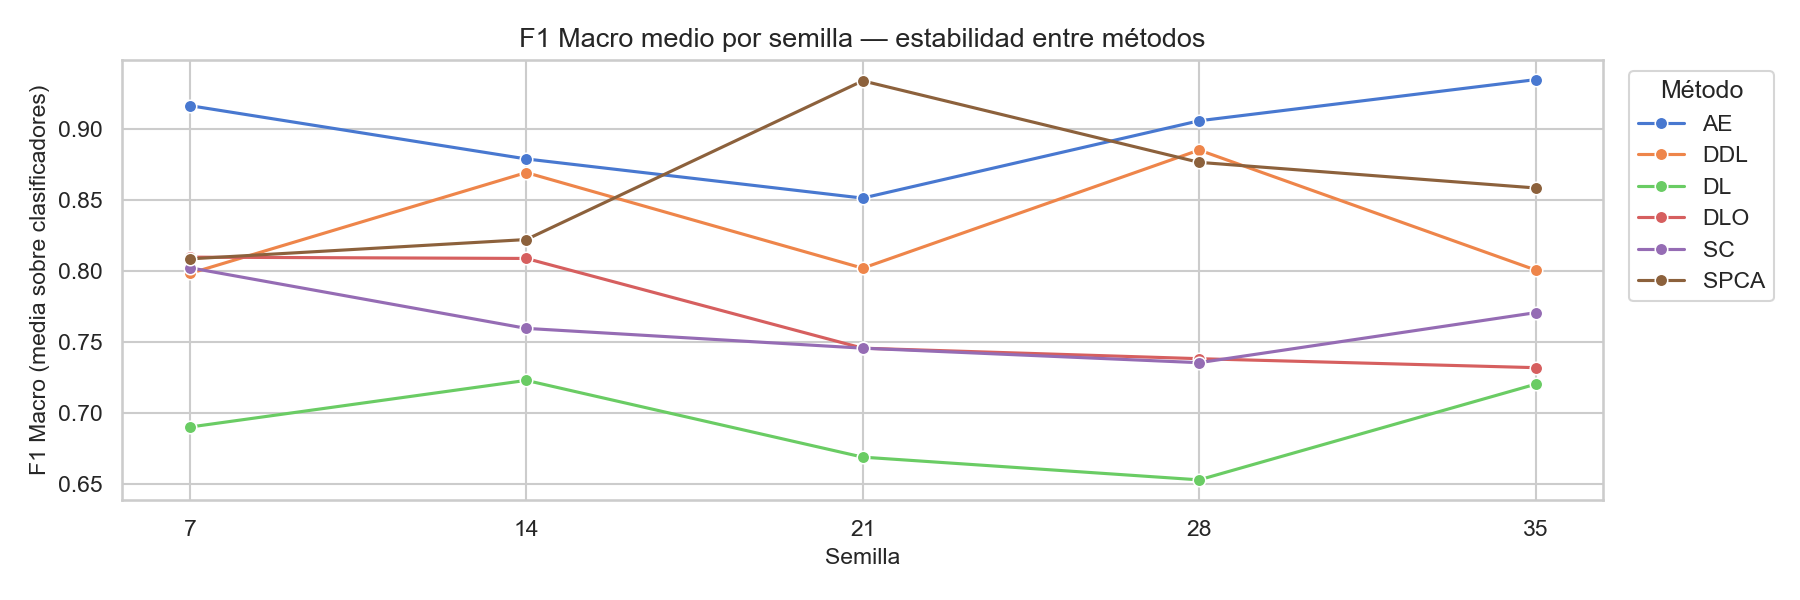 F1 Macro medio por semilla — estabilidad entre métodos
F1 Macro (media sobre clasificadores)
0.90
0.85
0.80
0.75
0.70
0.65
7
14
21
28
35
Semilla
Método
AE
DDL
DL
DLO
SC
SPCA